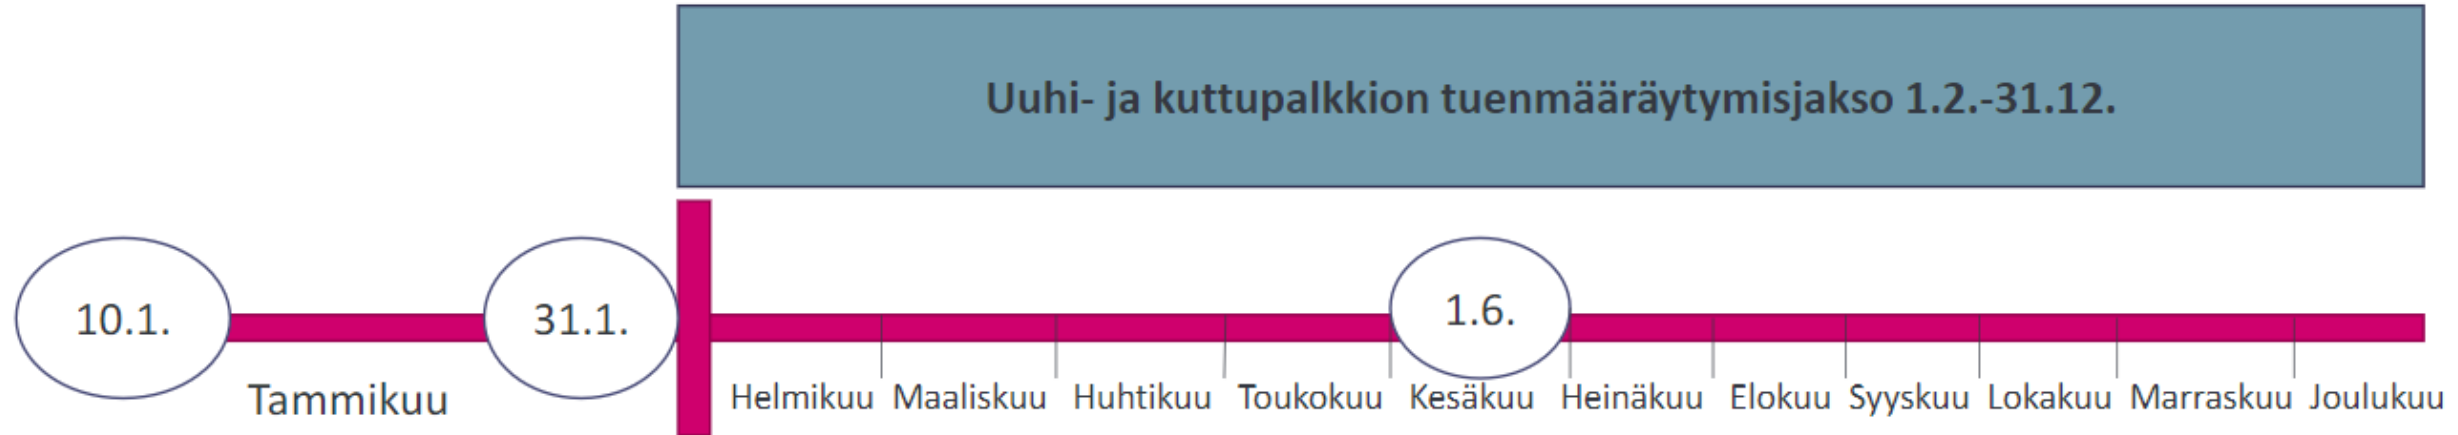 Uuhi- ja kuttupalkkion tuenmääräytymisjakso 1.2.-31.12.
10.1.
31.1.
1.6.
Tammikuu
Helmikuu
Maaliskuu
Huhtikuu
Toukokuu
Kesäkuu
Heinäkuu
Elokuu
Syyskuu
Lokakuu
Marraskuu
Joulukuu